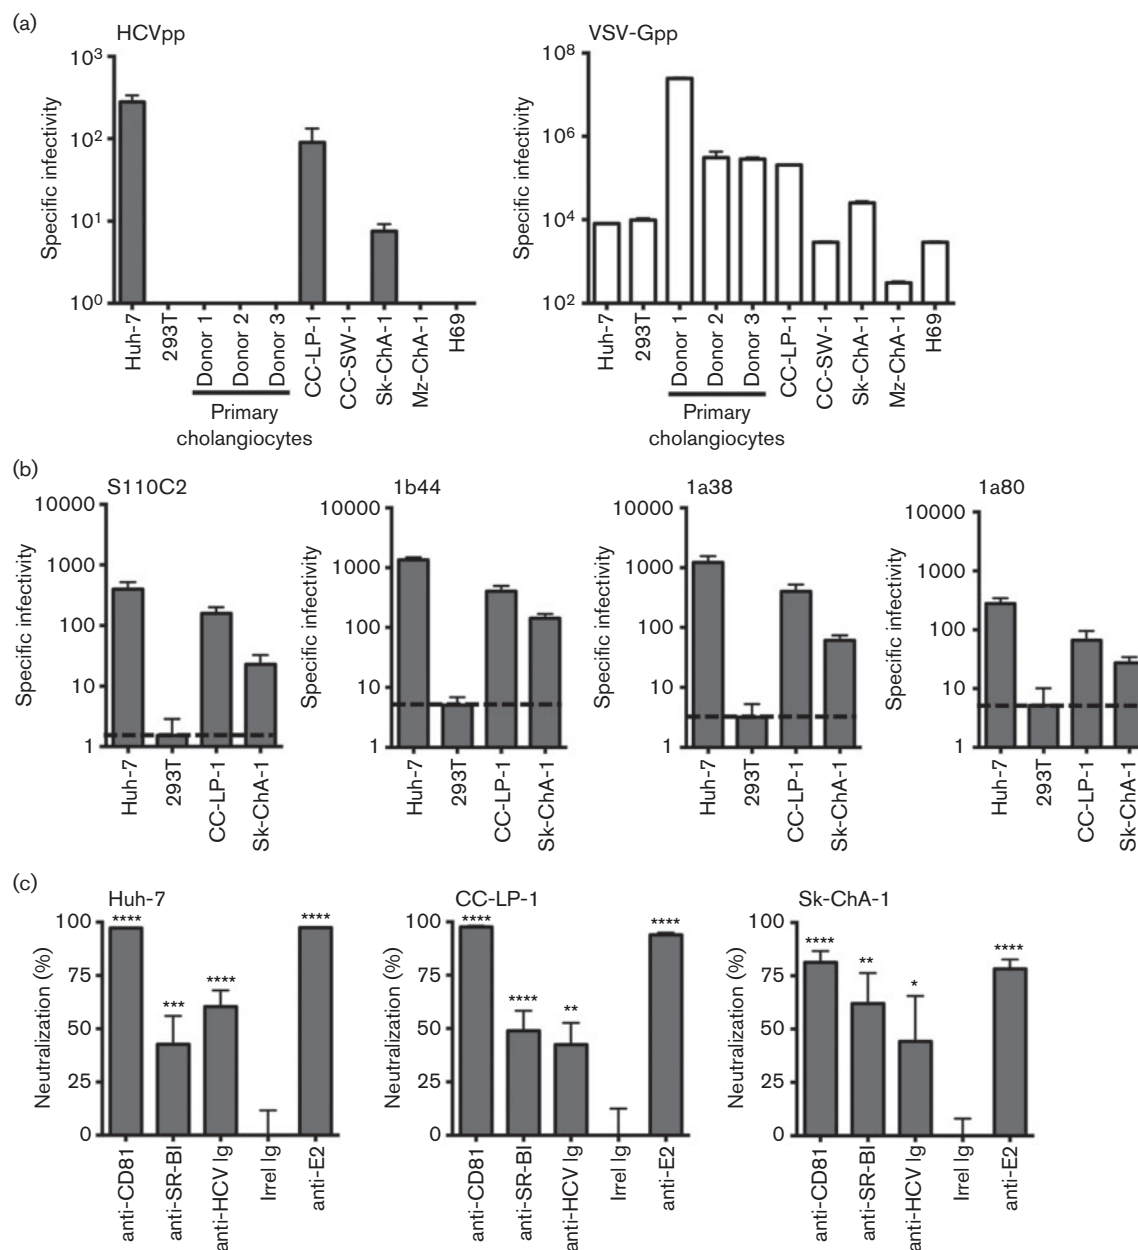 (a)
HCVpp
VSV-Gpp
Specific infectivity
10³
10²
10¹
10⁰
Huh-7
293T
Donor 1
Donor 2
Donor 3
CC-LP-1
CC-SW-1
Sk-ChA-1
Mz-ChA-1
H69
Primary
cholangiocytes
Specific infectivity
10⁸
10⁶
10⁴
10²
Huh-7
293T
Donor 1
Donor 2
Donor 3
CC-LP-1
CC-SW-1
Sk-ChA-1
Mz-ChA-1
H69
Primary
cholangiocytes
(b)
S110C2
Specific infectivity
10000
1000
100
10
1
Huh-7
293T
CC-LP-1
Sk-ChA-1
1b44
Specific infectivity
10000
1000
100
10
1
Huh-7
293T
CC-LP-1
Sk-ChA-1
1a38
Specific infectivity
10000
1000
100
10
1
Huh-7
293T
CC-LP-1
Sk-ChA-1
1a80
Specific infectivity
10000
1000
100
10
1
Huh-7
293T
CC-LP-1
Sk-ChA-1
(c)
Huh-7
Neutralization (%)
100
75
50
25
0
****
***
****
****
anti-CD81
anti-SR-BI
anti-HCV Ig
Irrel Ig
anti-E2
CC-LP-1
Neutralization (%)
100
75
50
25
0
****
****
**
****
anti-CD81
anti-SR-BI
anti-HCV Ig
Irrel Ig
anti-E2
Sk-ChA-1
Neutralization (%)
100
75
50
25
0
****
**
*
****
anti-CD81
anti-SR-BI
anti-HCV Ig
Irrel Ig
anti-E2